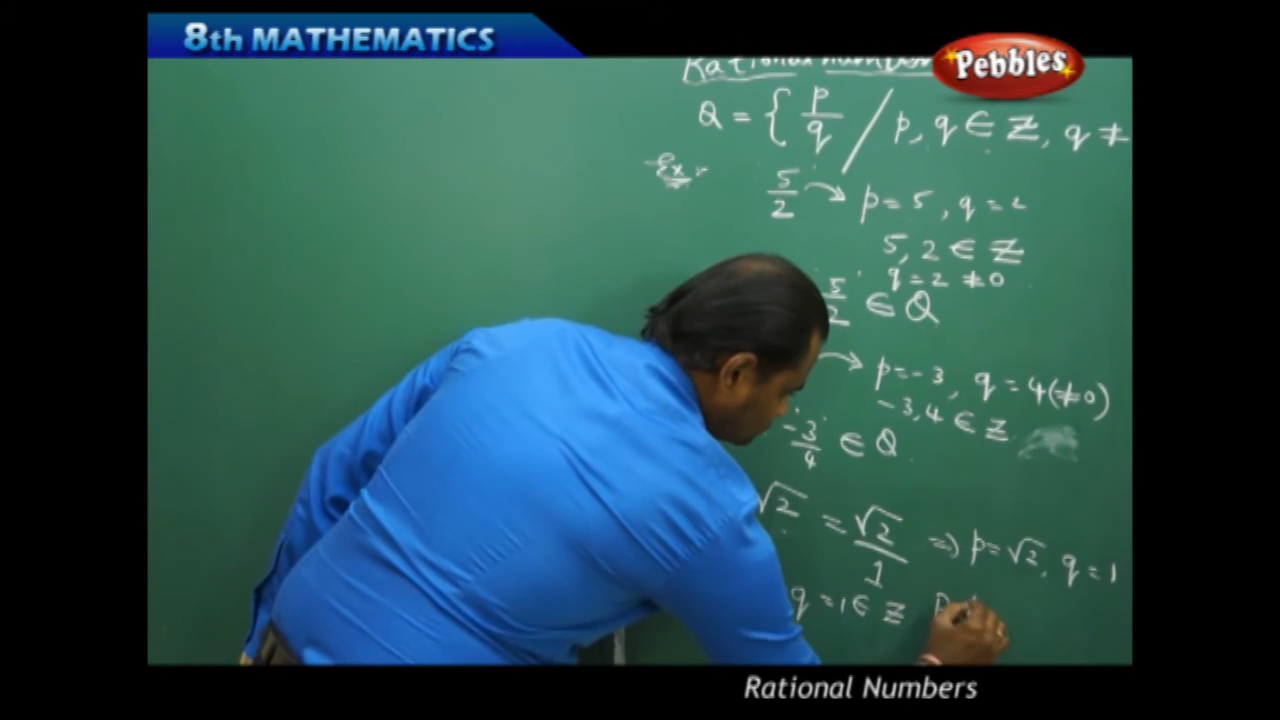 8th MATHEMATICS
Pebbles
Rational number
Q = { p/q / p, q ∈ Z, q ≠
Ex:
5/2 → p = 5, q = 2
5, 2 ∈ Z
q = 2 ≠ 0
5/2 ∈ Q
→ p = -3, q = 4 (≠0)
-3, 4 ∈ Z
-3/4 ∈ Q
√2 = √2/1 ⇒ p = √2, q = 1
q = 1 ∈ Z
Rational Numbers